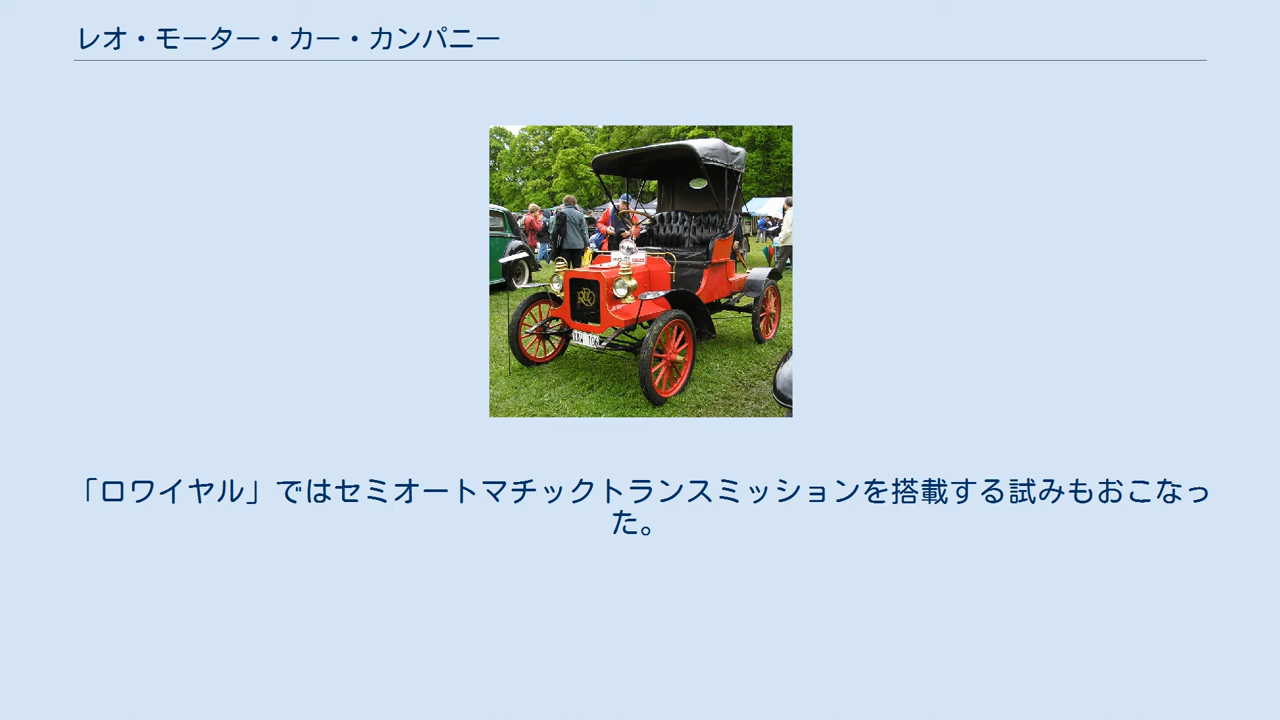 レオ・モーター・カー・カンパニー
REO
「ロワイヤル」ではセミオートマチックトランスミッションを搭載する試みもおこなっ
た。